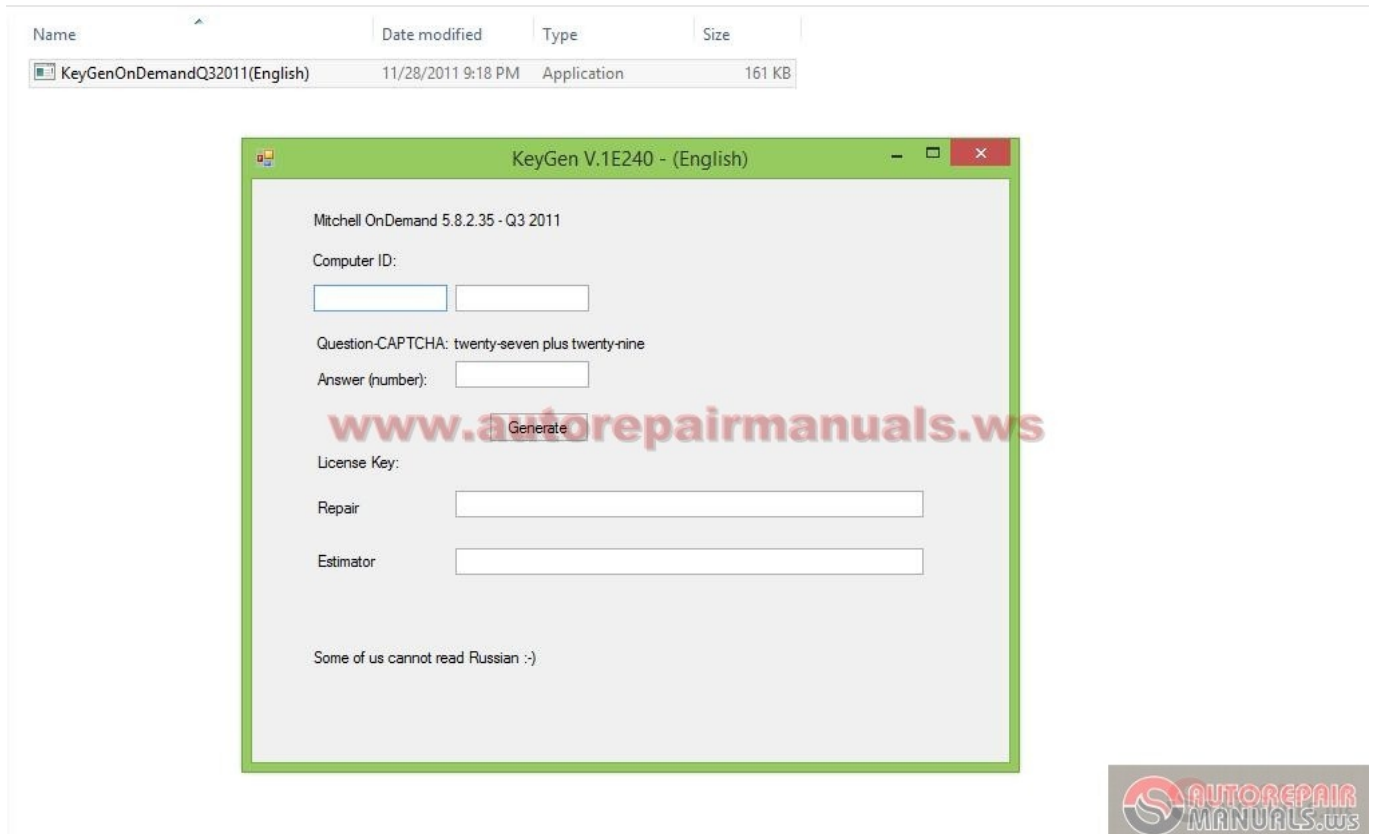 Name Date modified Type Size
KeyGenOnDemandQ32011(English) 11/28/2011 9:18 PM Application 161 KB
KeyGen V.1E240 - (English)
Mitchell OnDemand 5.8.2.35 - Q3 2011
Computer ID:
Question-CAPTCHA: twenty-seven plus twenty-nine
Answer (number):
www.autorepairmanuals.ws
Generate
License Key:
Repair
Estimator
Some of us cannot read Russian :-)
AUTOREPAIR
MANUALS.ws